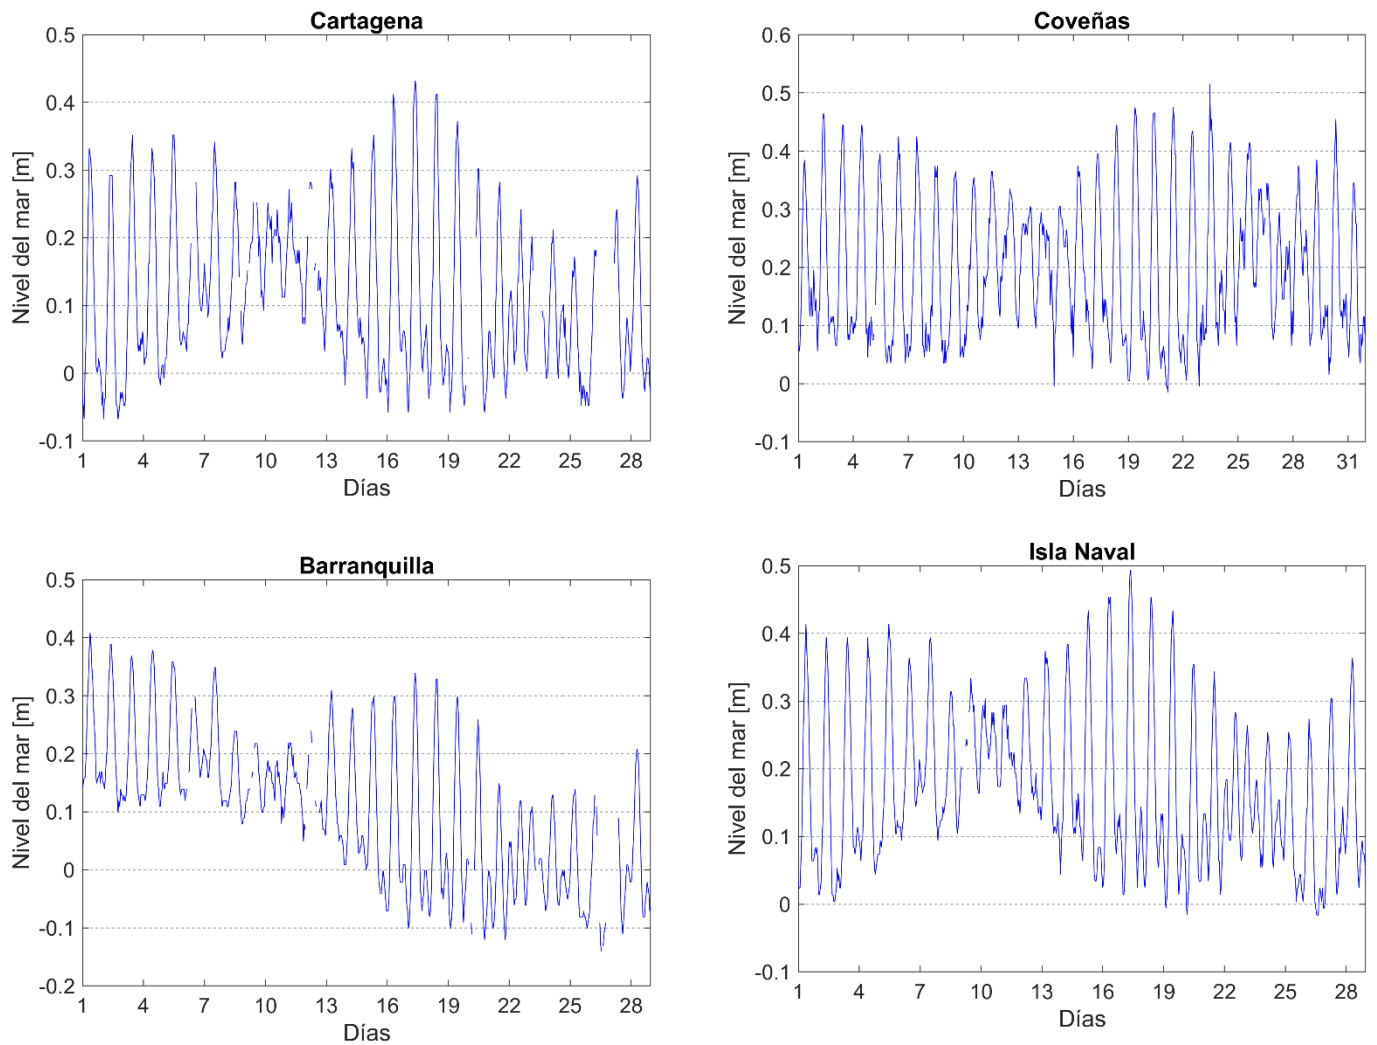 Cartagena
Nivel del mar [m]
0.5
0.4
0.3
0.2
0.1
0
-0.1
1 4 7 10 13 16 19 22 25 28
Días
Coveñas
Nivel del mar [m]
0.6
0.5
0.4
0.3
0.2
0.1
0
-0.1
1 4 7 10 13 16 19 22 25 28 31
Días
Barranquilla
Nivel del mar [m]
0.5
0.4
0.3
0.2
0.1
0
-0.1
-0.2
1 4 7 10 13 16 19 22 25 28
Días
Isla Naval
Nivel del mar [m]
0.5
0.4
0.3
0.2
0.1
0
-0.1
1 4 7 10 13 16 19 22 25 28
Días